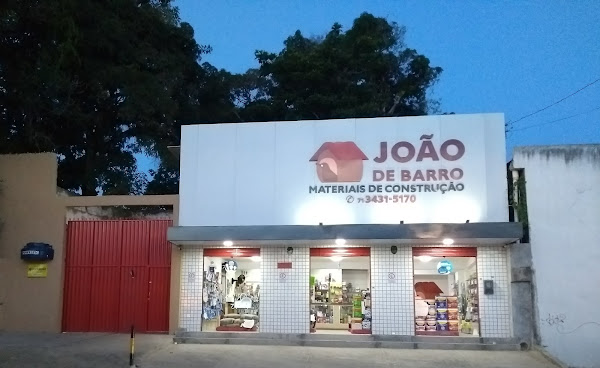 JOÃO
DE BARRO
MATERIAIS DE CONSTRUÇÃO
71 3431-5170